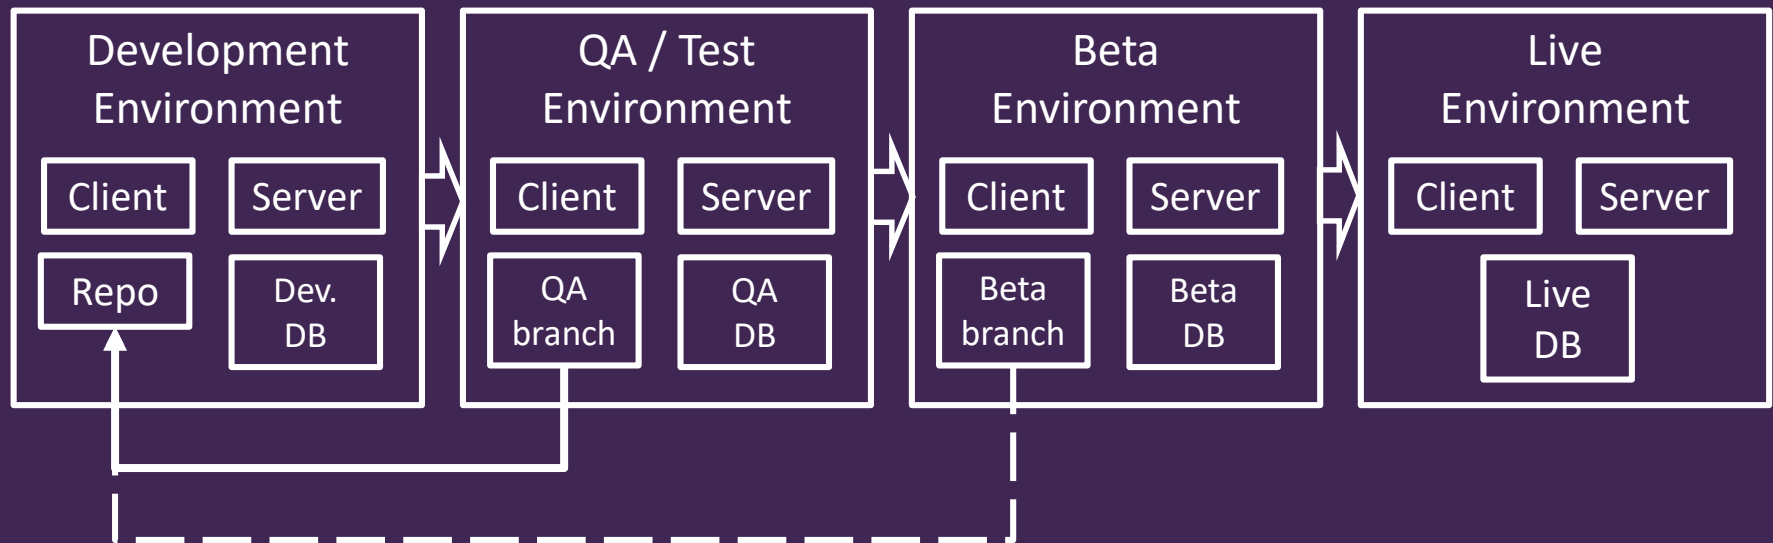 Development
Environment
Client
Server
Repo
Dev.
DB
QA / Test
Environment
Client
Server
QA
branch
QA
DB
Beta
Environment
Client
Server
Beta
branch
Beta
DB
Live
Environment
Client
Server
Live
DB